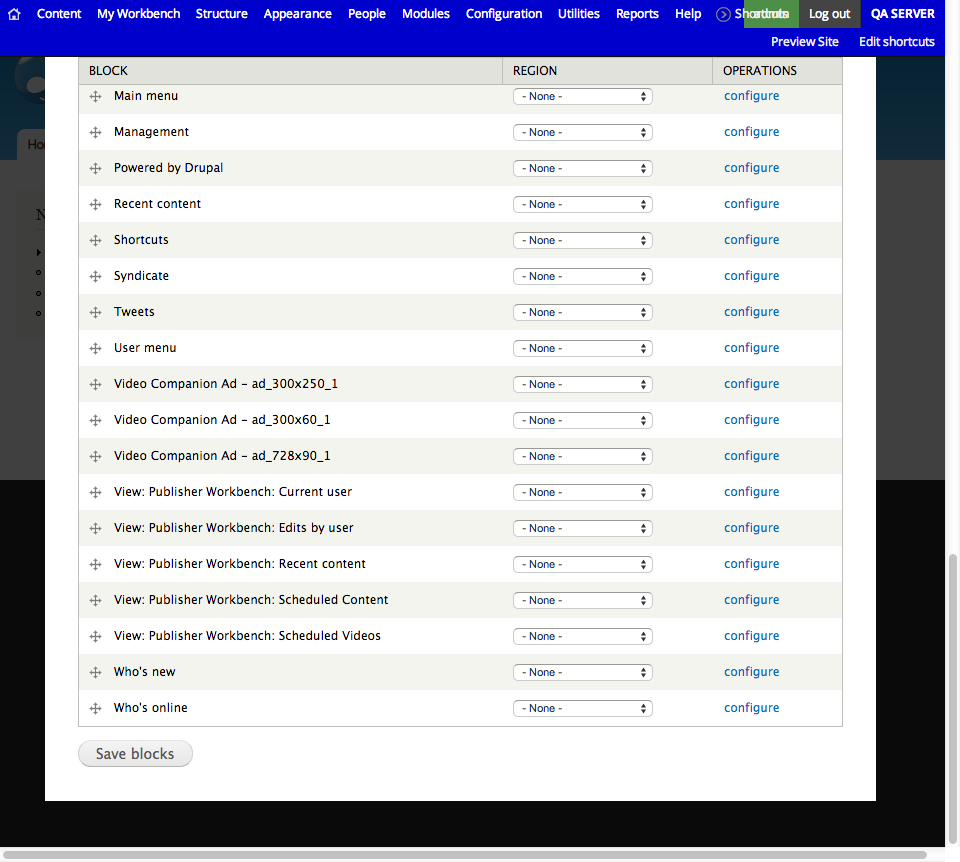 Content My Workbench Structure Appearance People Modules Configuration Utilities Reports Help Shortcuts Log out QA SERVER
Preview Site Edit shortcuts
BLOCK REGION OPERATIONS
Main menu - None - configure
Management - None - configure
Powered by Drupal - None - configure
Recent content - None - configure
Shortcuts - None - configure
Syndicate - None - configure
Tweets - None - configure
User menu - None - configure
Video Companion Ad – ad_300x250_1 - None - configure
Video Companion Ad – ad_300x60_1 - None - configure
Video Companion Ad – ad_728x90_1 - None - configure
View: Publisher Workbench: Current user - None - configure
View: Publisher Workbench: Edits by user - None - configure
View: Publisher Workbench: Recent content - None - configure
View: Publisher Workbench: Scheduled Content - None - configure
View: Publisher Workbench: Scheduled Videos - None - configure
Who's new - None - configure
Who's online - None - configure
Save blocks